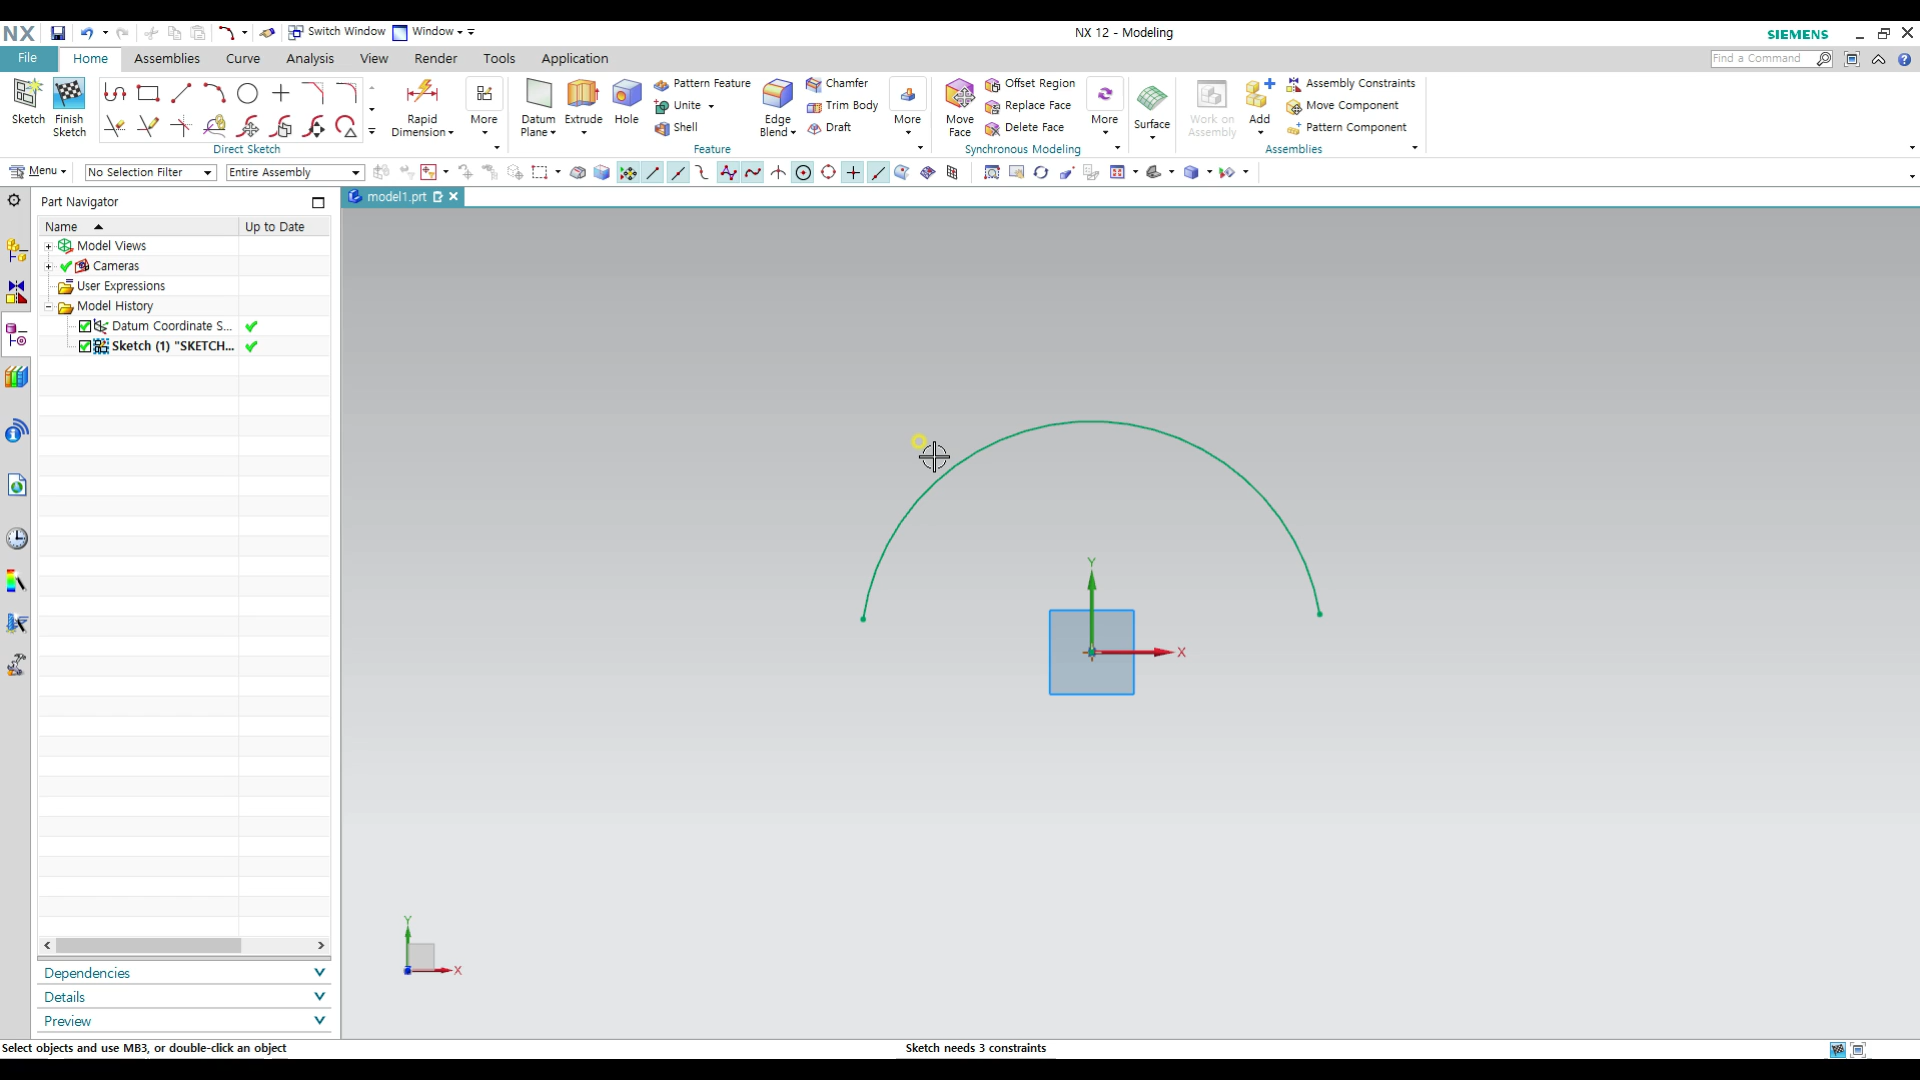 NX
Switch Window
Window
NX 12 - Modeling
SIEMENS
File
Home
Assemblies
Curve
Analysis
View
Render
Tools
Application
Find a Command
Sketch
Finish Sketch
Direct Sketch
Rapid Dimension
More
Datum Plane
Extrude
Hole
Pattern Feature
Unite
Shell
Edge Blend
Chamfer
Trim Body
Draft
More
Feature
Move Face
Offset Region
Replace Face
Delete Face
More
Synchronous Modeling
Surface
Work on Assembly
Add
Assembly Constraints
Move Component
Pattern Component
Assemblies
Menu
No Selection Filter
Entire Assembly
Part Navigator
model1.prt
Name
Up to Date
Model Views
Cameras
User Expressions
Model History
Datum Coordinate S...
Sketch (1) "SKETCH...
Y
X
Y
X
Dependencies
Details
Preview
Select objects and use MB3, or double-click an object
Sketch needs 3 constraints